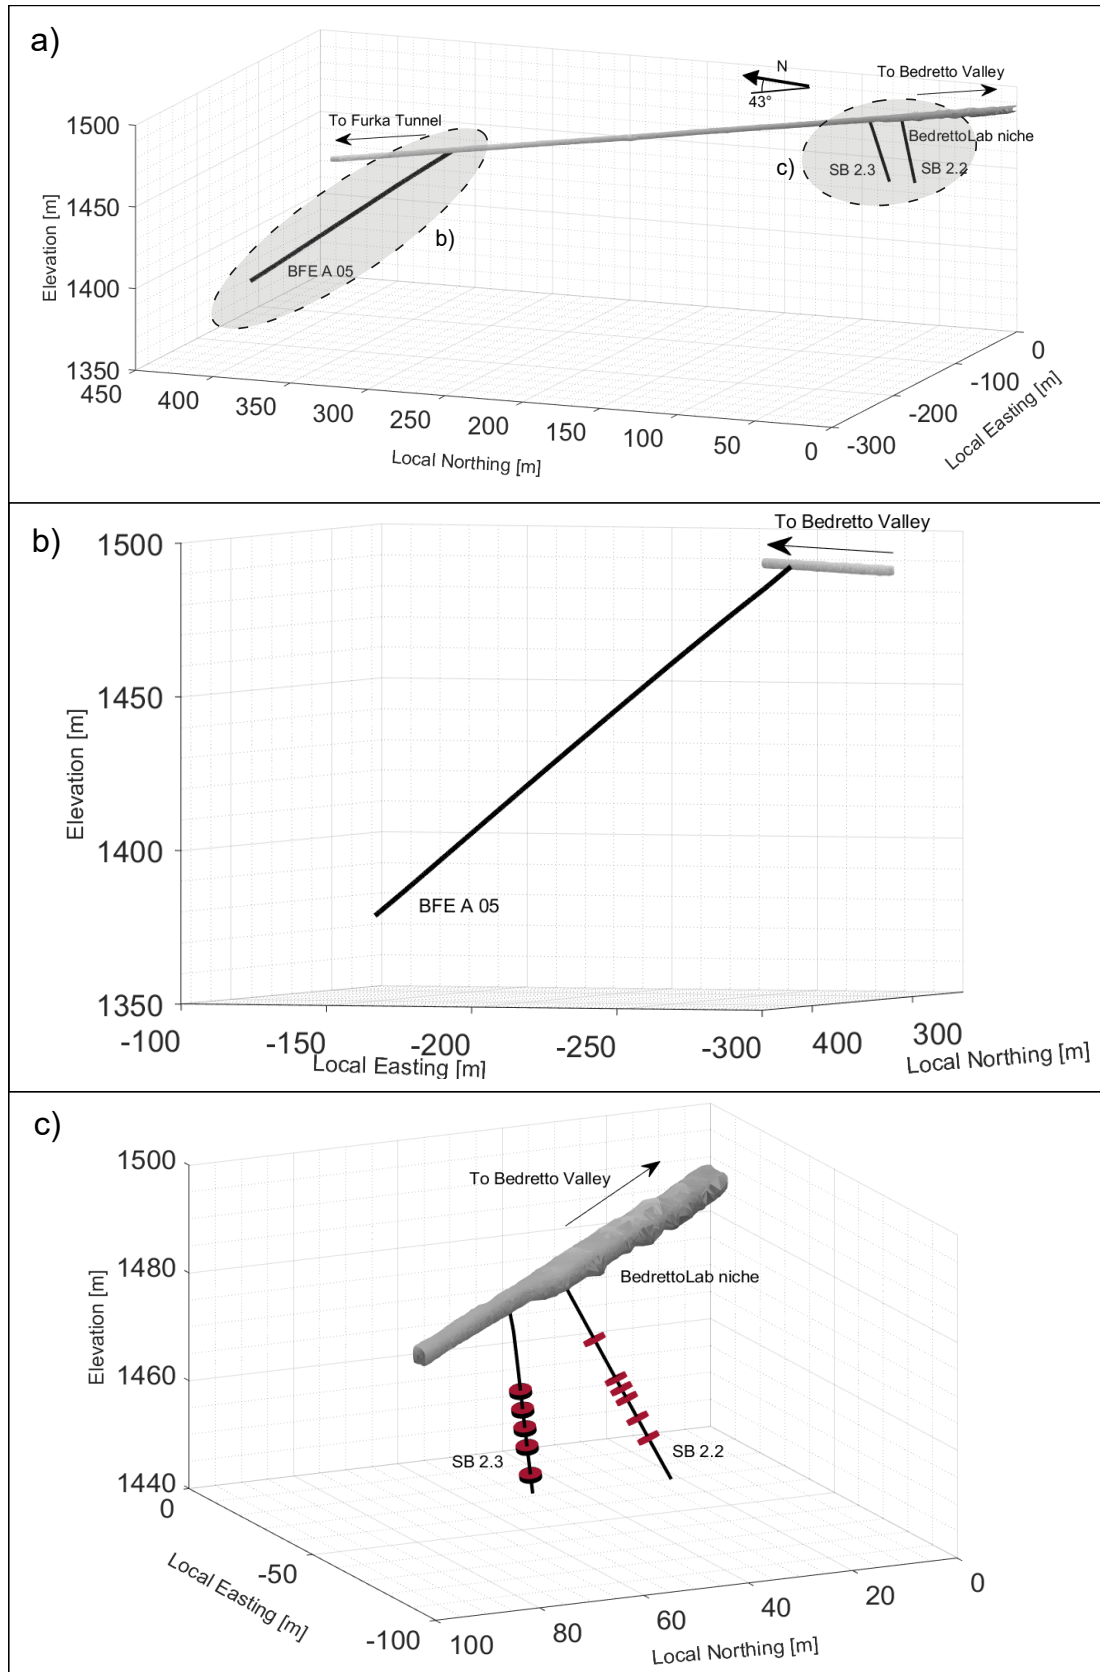 a)
N
43°
To Bedretto Valley
To Furka Tunnel
BedrettoLab niche
SB 2.3
SB 2.2
c)
b)
BFE A 05
Elevation [m]
1500
1450
1400
1350
450
400
350
300
250
200
150
100
50
0
Local Northing [m]
-300
-200
-100
0
Local Easting [m]
b)
To Bedretto Valley
BFE A 05
Elevation [m]
1500
1450
1400
1350
-100
-150
-200
-250
-300
Local Easting [m]
400
300
Local Northing [m]
c)
To Bedretto Valley
BedrettoLab niche
SB 2.3
SB 2.2
Elevation [m]
1500
1480
1460
1440
0
-50
-100
Local Easting [m]
100
80
60
40
20
0
Local Northing [m]